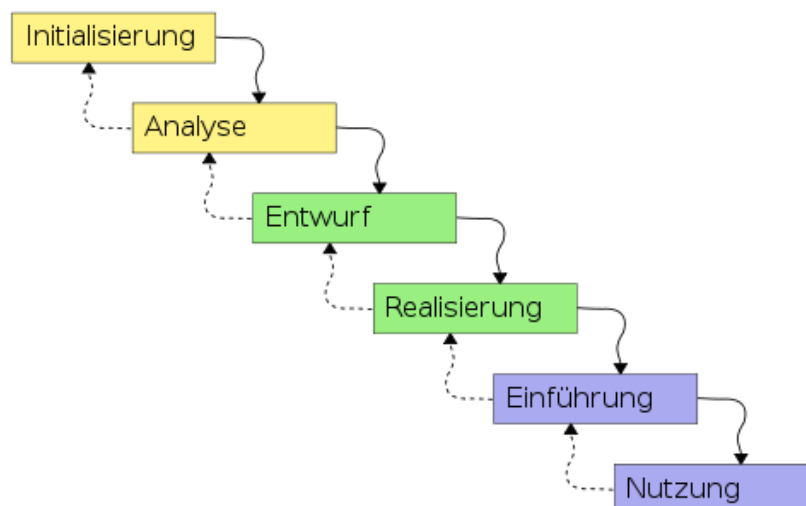 Initialisierung
Analyse
Entwurf
Realisierung
Einführung
Nutzung